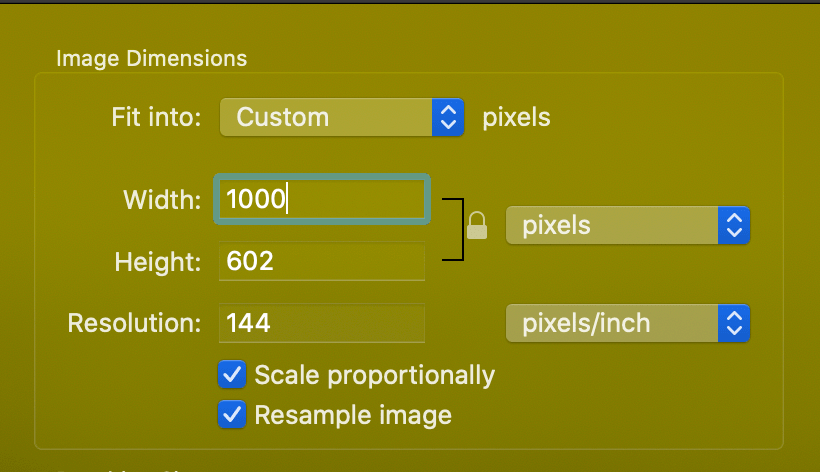 Image Dimensions
Fit into: Custom pixels
Width: 1000
pixels
Height: 602
Resolution: 144 pixels/inch
Scale proportionally
Resample image